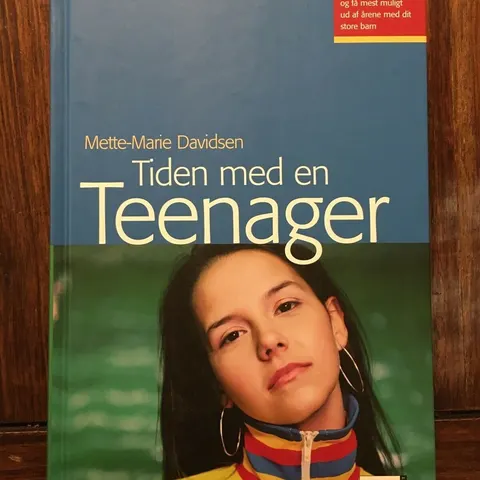 og få mest muligt
ud af årene med dit
store barn
Mette-Marie Davidsen
Tiden med en
Teenager